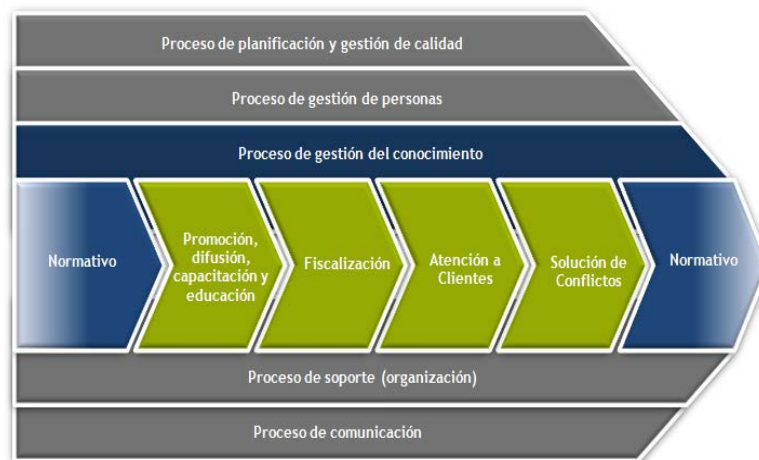 Proceso de planificación y gestión de calidad
Proceso de gestión de personas
Proceso de gestión del conocimiento
Normativo
Promoción,
difusión,
capacitación y
educación
Fiscalización
Atención a
Clientes
Solución de
Conflictos
Normativo
Proceso de soporte (organización)
Proceso de comunicación